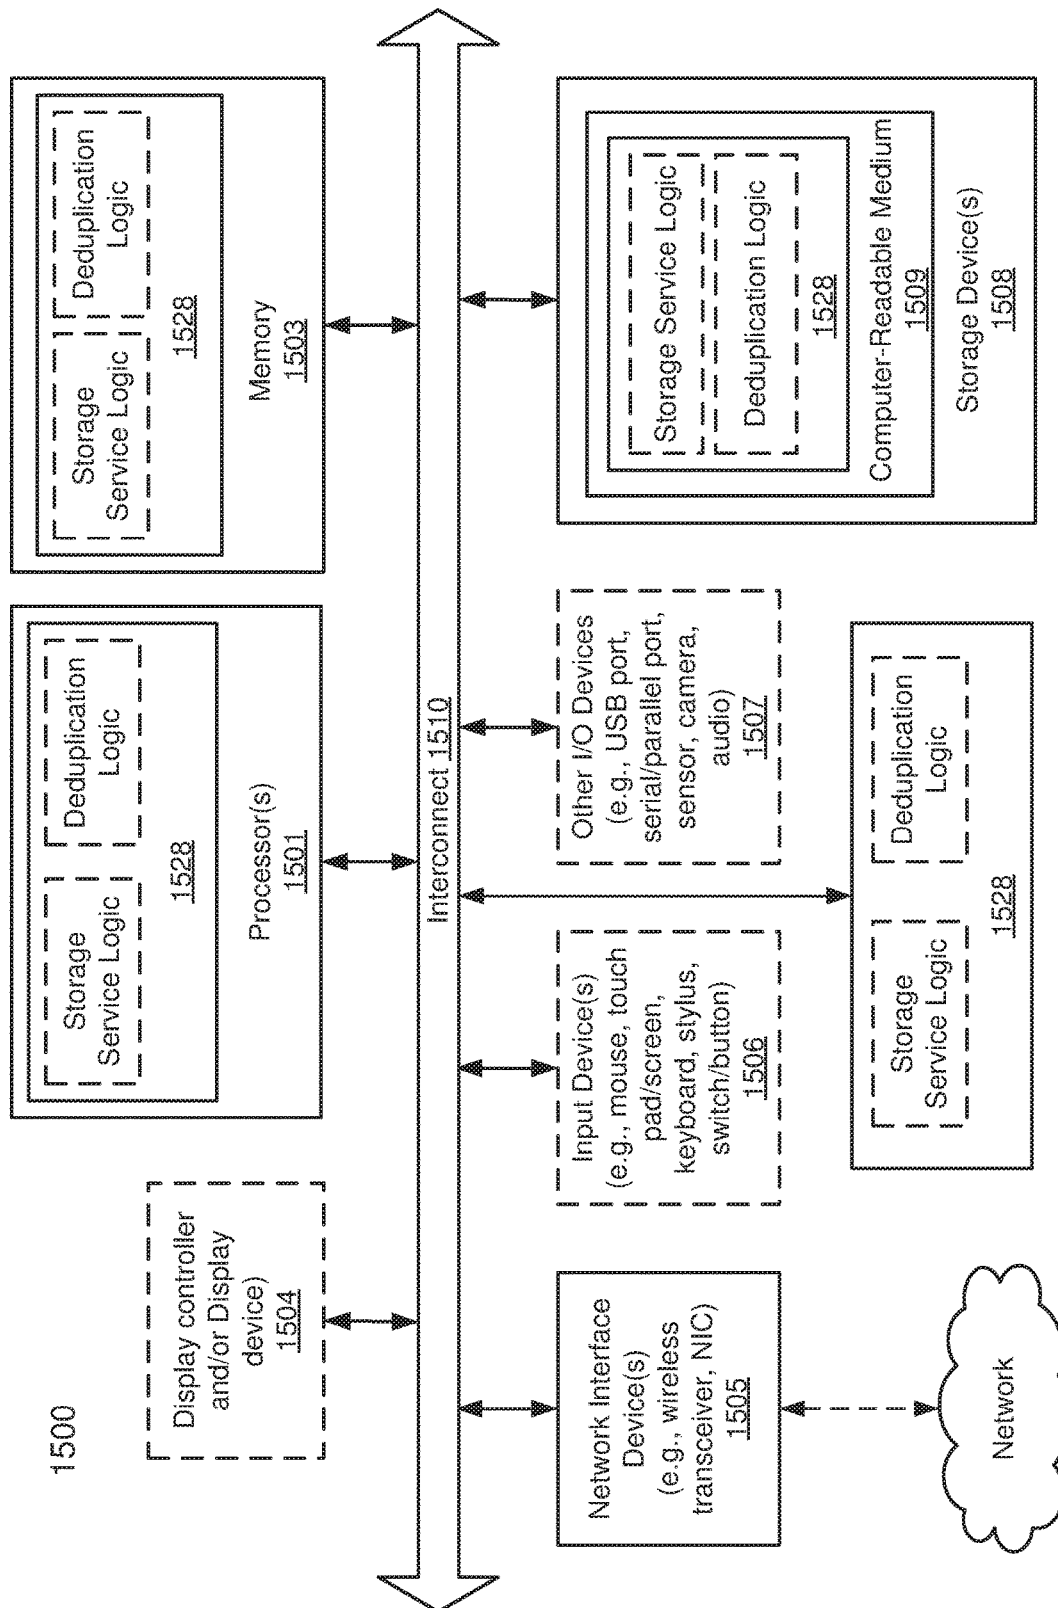 1500
Display controller
and/or Display
device)
1504
Storage
Service Logic
Deduplication
Logic
1528
Processor(s)
1501
Storage
Service Logic
Deduplication
Logic
1528
Memory
1503
Interconnect 1510
Network Interface
Device(s)
(e.g., wireless
transceiver, NIC)
1505
Network
Input Device(s)
(e.g., mouse, touch
pad/screen,
keyboard, stylus,
switch/button)
1506
Other I/O Devices
(e.g., USB port,
serial/parallel port,
sensor, camera,
audio)
1507
Storage
Service Logic
Deduplication
Logic
1528
Storage Service Logic
Deduplication Logic
1528
Computer-Readable Medium
1509
Storage Device(s)
1508